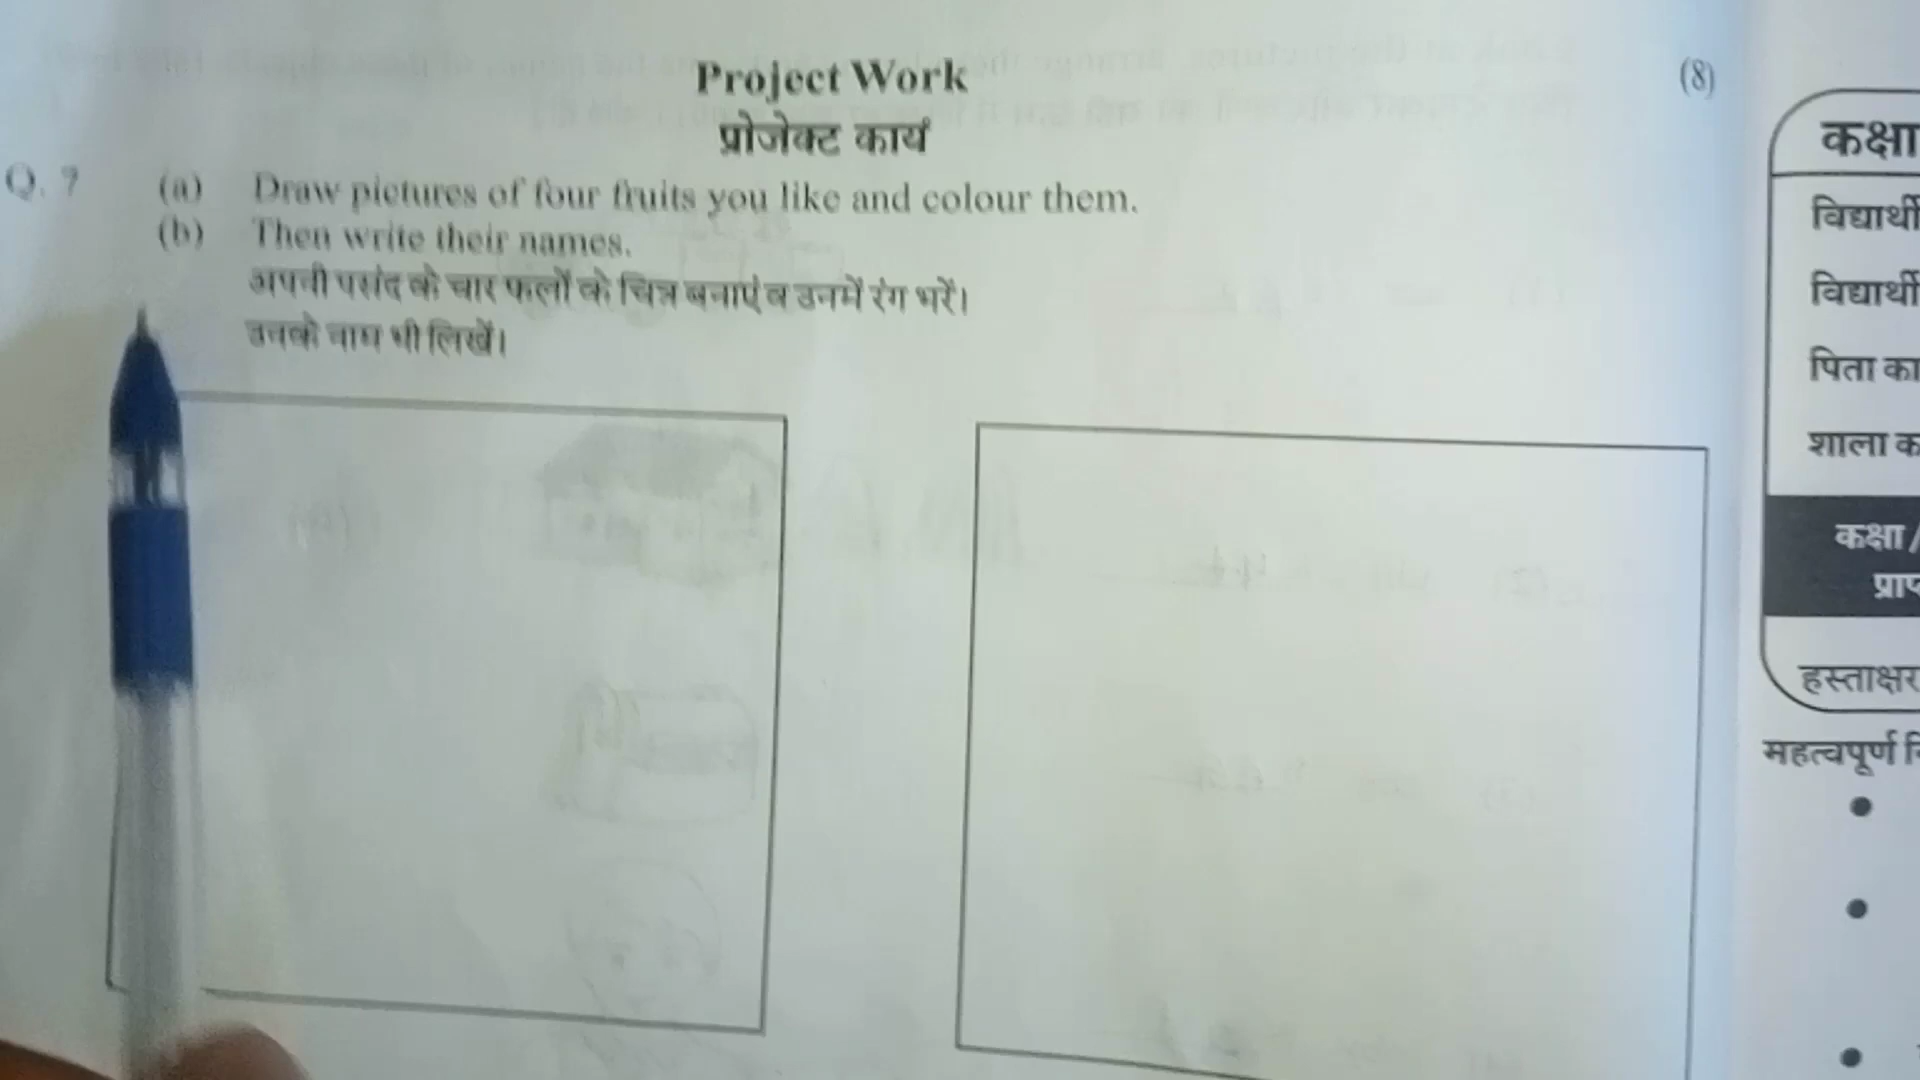 Project Work
(8)
प्रोजेक्ट कार्य
Q. 7 (a) Draw pictures of four fruits you like and colour them.
(b) Then write their names.
अपनी पसंद के चार फलों के चित्र बनाएं व उनमें रंग भरें।
उनके नाम भी लिखें।
कक्षा
विद्यार्थी
विद्यार्थी
पिता का
शाला क
कक्षा /
प्राप
हस्ताक्षर
महत्वपूर्ण नि